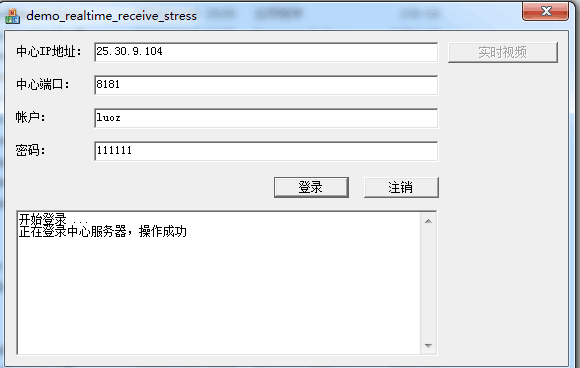 demo_realtime_receive_stress
中心IP地址: 25.30.9.104 实时视频
中心端口: 8181
帐户: luoz
密码: 111111
登录 注销
开始登录 ...
正在登录中心服务器，操作成功